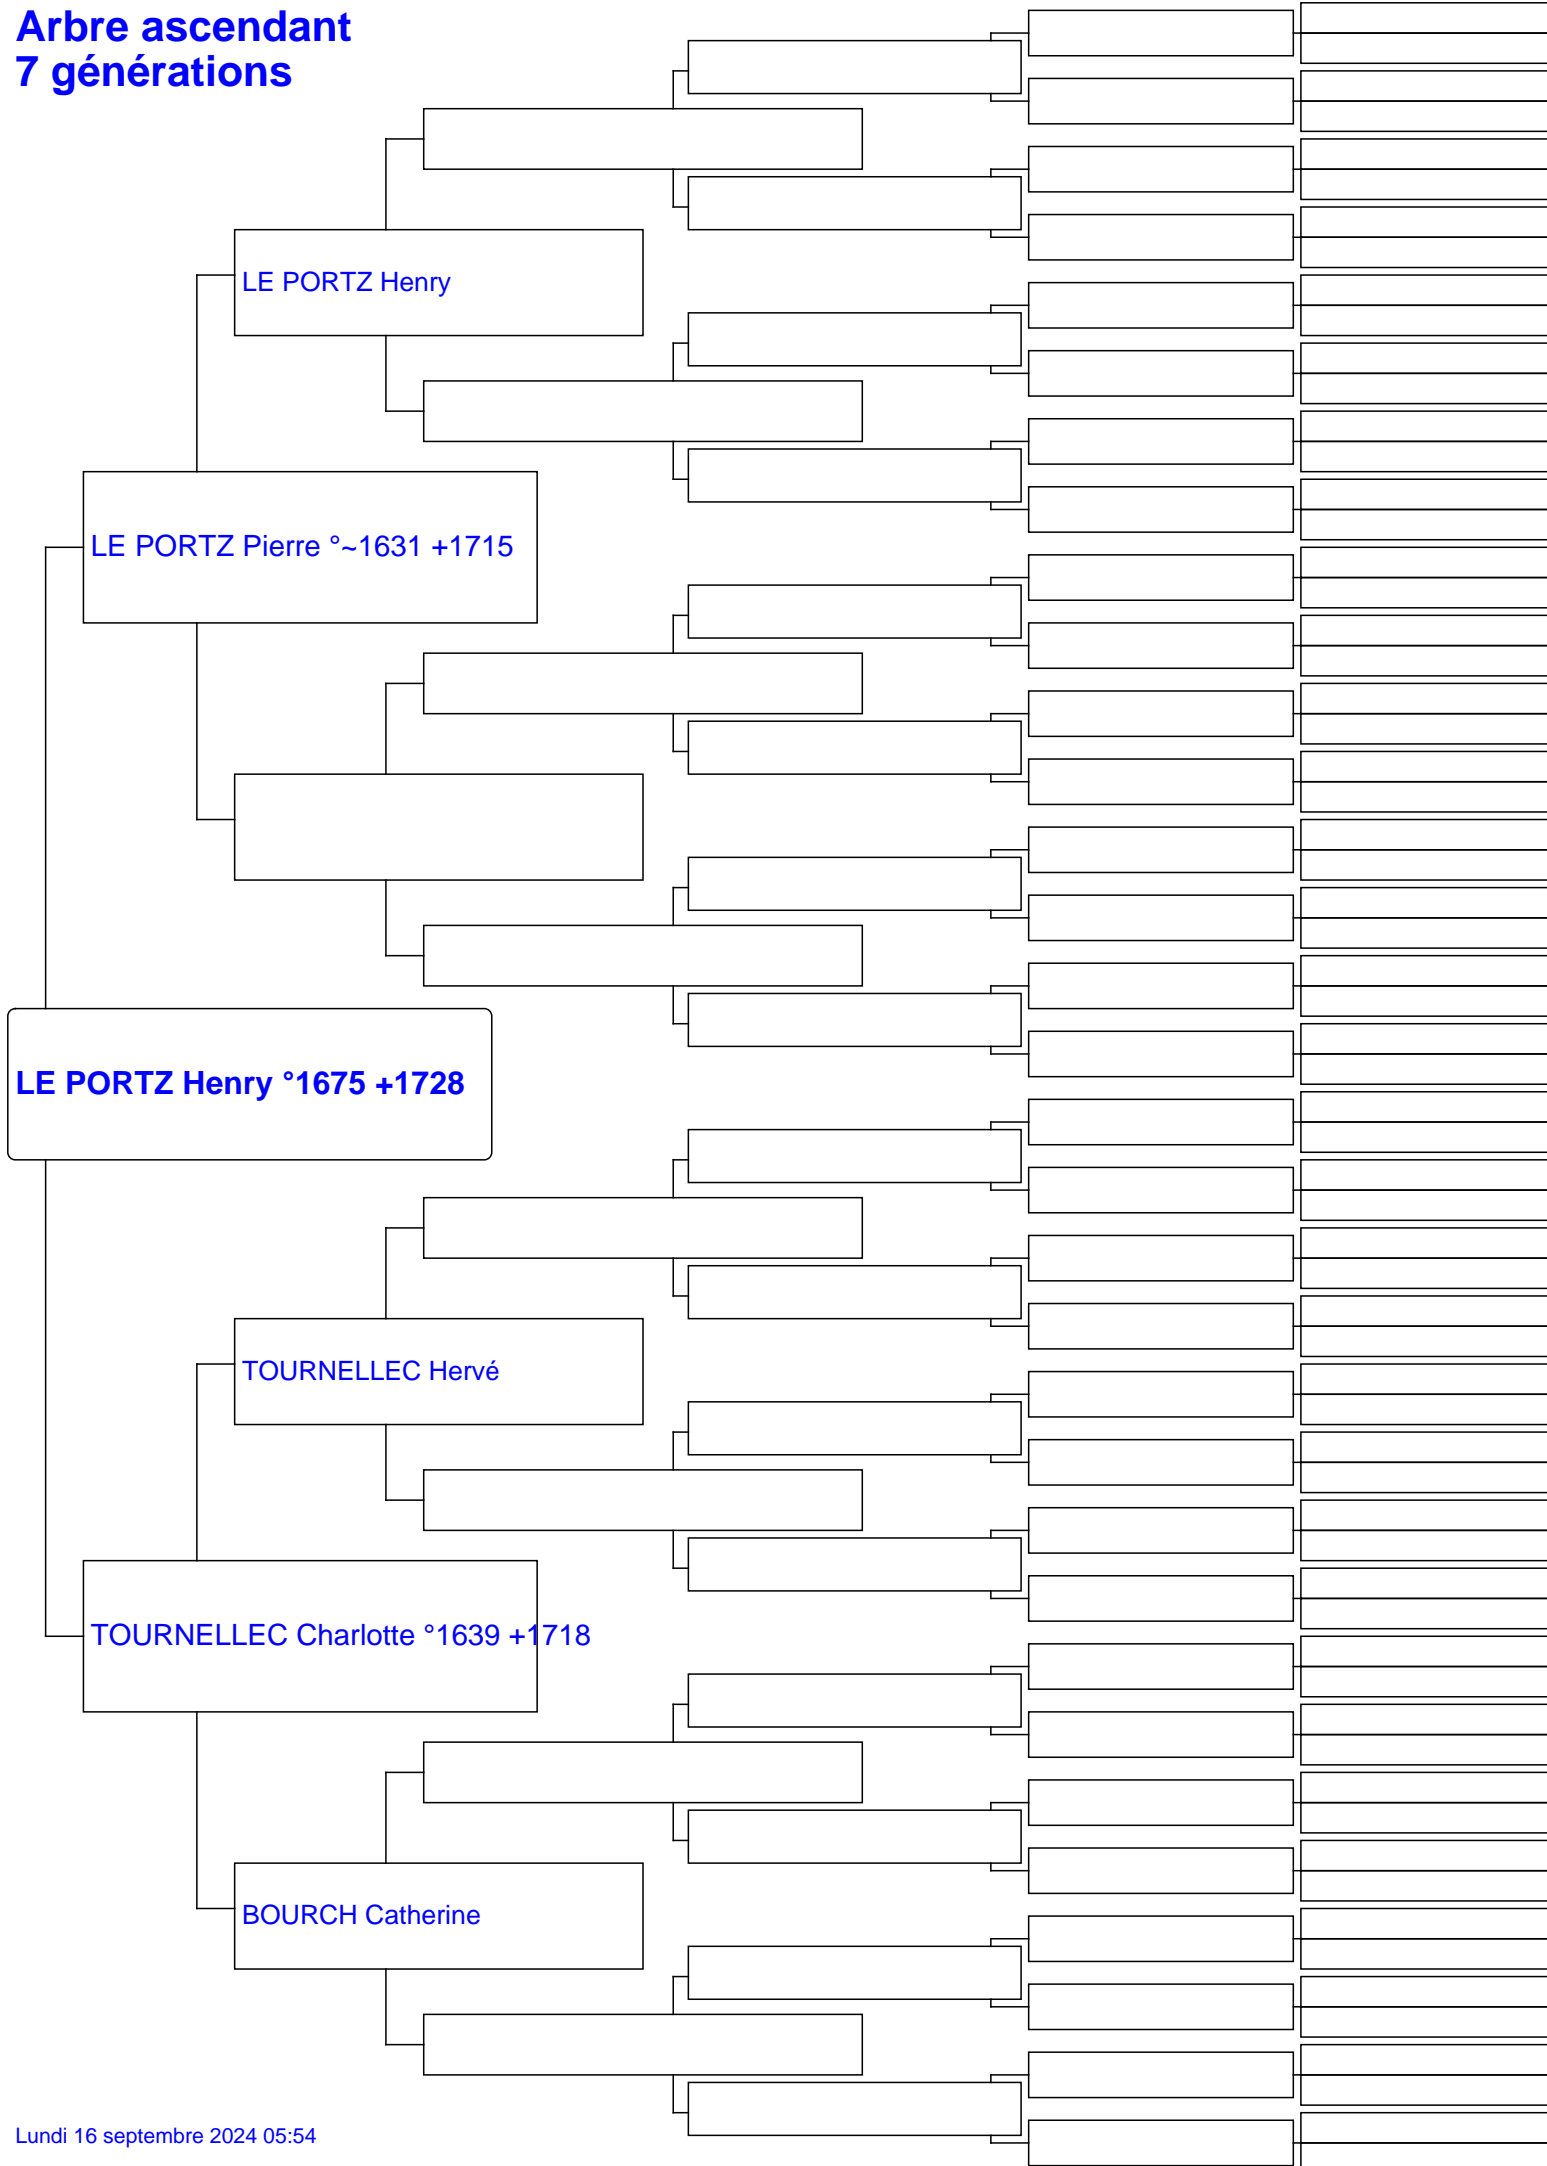 Arbre ascendant
7 générations
LE PORTZ Henry
LE PORTZ Pierre °~1631 +1715
LE PORTZ Henry °1675 +1728
TOURNELLEC Hervé
TOURNELLEC Charlotte °1639 +1718
BOURCH Catherine
Lundi 16 septembre 2024 05:54